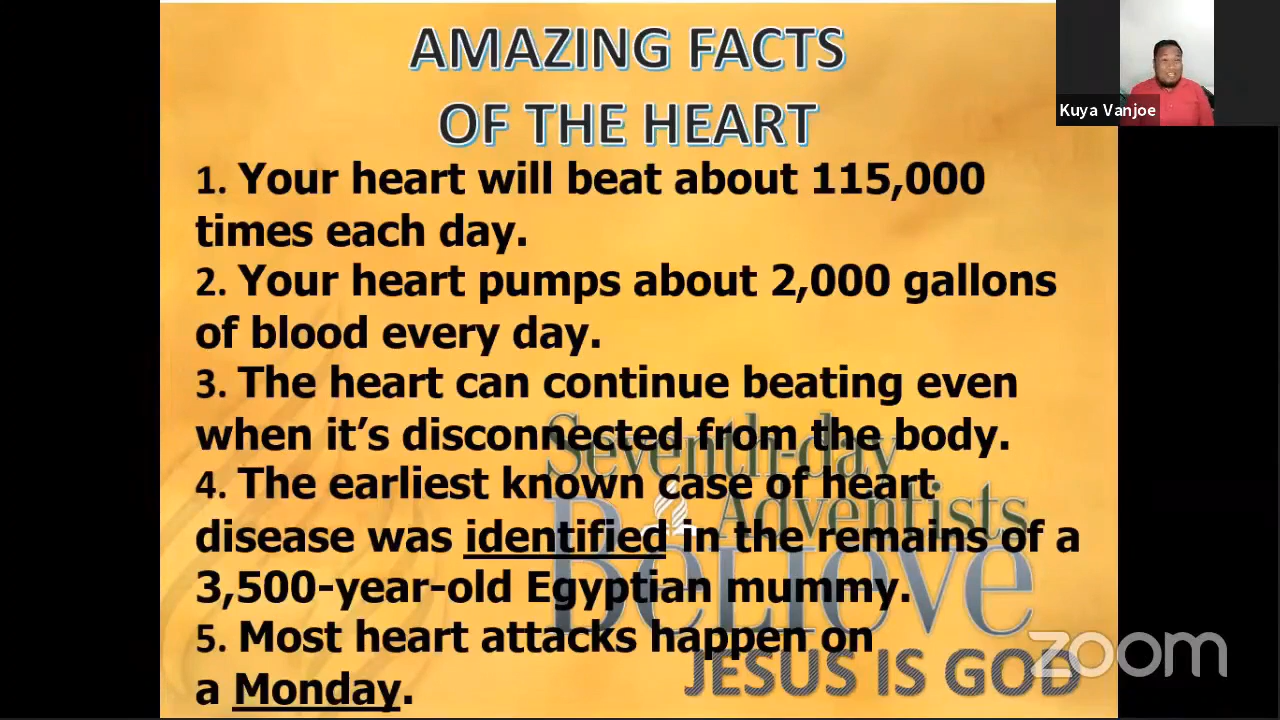 AMAZING FACTS
OF THE HEART
Kuya Vanjoe
1. Your heart will beat about 115,000
times each day.
2. Your heart pumps about 2,000 gallons
of blood every day.
3. The heart can continue beating even
when it’s disconnected from the body.
4. The earliest known case of heart
disease was identified in the remains of a
3,500-year-old Egyptian mummy.
5. Most heart attacks happen on
a Monday.
Seventh-day
Adventists
BELIEVE
JESUS IS GOD
zoom